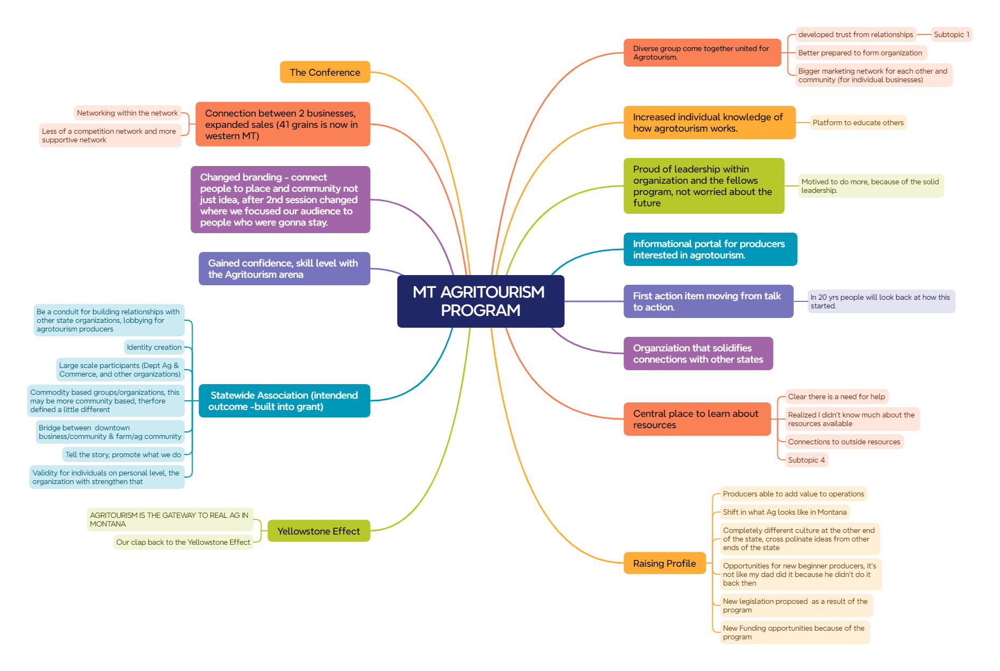 MT AGRITOURISM
PROGRAM
Diverse group come together united for
Agrotourism.
developed trust from relationships
Subtopic 1
Better prepared to form organization
Bigger marketing network for each other and
community (for individual businesses)
Increased individual knowledge of
how agrotourism works.
Platform to educate others
Proud of leadership within
organization and the fellows
program, not worried about the
future
Motived to do more, because of the solid
leadership.
Informational portal for producers
interested in agrotourism.
First action item moving from talk
to action.
In 20 yrs people will look back at how this
started.
Organziation that solidifies
connections with other states
Central place to learn about
resources
Clear there is a need for help
Realized I didn't know much about the
resources available
Connections to outside resources
Subtopic 4
Raising Profile
Producers able to add value to operations
Shift in what Ag looks like in Montana
Completely different culture at the other end
of the state, cross polinate ideas from other
ends of the state
Opportunities for new beginner producers, it's
not like my dad did it because he didn't do it
back then
New legislation proposed  as a result of the
program
New Funding opportunities because of the
program
The Conference
Connection between 2 businesses,
expanded sales (41 grains is now in
western MT)
Networking within the network
Less of a competition network and more
supportive network
Changed branding - connect
people to place and community not
just idea, after 2nd session changed
where we focused our audience to
people who were gonna stay.
Gained confidence, skill level with
the Agritourism arena
Statewide Association (intendend
outcome -built into grant)
Be a conduit for building relationships with
other state organizations, lobbying for
agrotourism producers
Identity creation
Large scale participants (Dept Ag &
Commerce, and other organizations)
Commodity based groups/organizations, this
may be more community based, therfore
defined a little different
Bridge between  downtown
business/community & farm/ag community
Tell the story, promote what we do
Validity for individuals on personal level, the
organization with strengthen that
Yellowstone Effect
AGRITOURISM IS THE GATEWAY TO REAL AG IN
MONTANA
Our clap back to the Yellowstone Effect